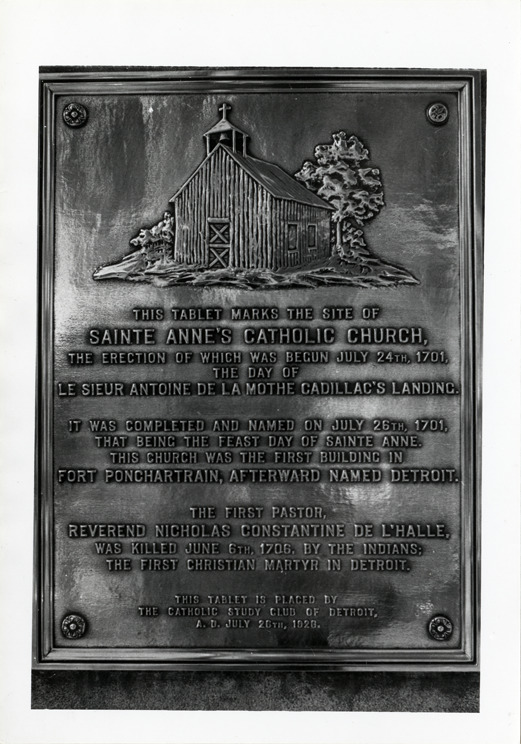 THIS TABLET MARKS THE SITE OF
SAINTE ANNE'S CATHOLIC CHURCH,
THE ERECTION OF WHICH WAS BEGUN JULY 24TH, 1701,
THE DAY OF
LE SIEUR ANTOINE DE LA MOTHE CADILLAC'S LANDING.
IT WAS COMPLETED AND NAMED ON JULY 26TH, 1701,
THAT BEING THE FEAST DAY OF SAINTE ANNE.
THIS CHURCH WAS THE FIRST BUILDING IN
FORT PONCHARTRAIN, AFTERWARD NAMED DETROIT.
THE FIRST PASTOR,
REVEREND NICHOLAS CONSTANTINE DE L'HALLE,
WAS KILLED JUNE 6TH, 1706, BY THE INDIANS;
THE FIRST CHRISTIAN MARTYR IN DETROIT.
THIS TABLET IS PLACED BY
THE CATHOLIC STUDY CLUB OF DETROIT,
A. D. JULY